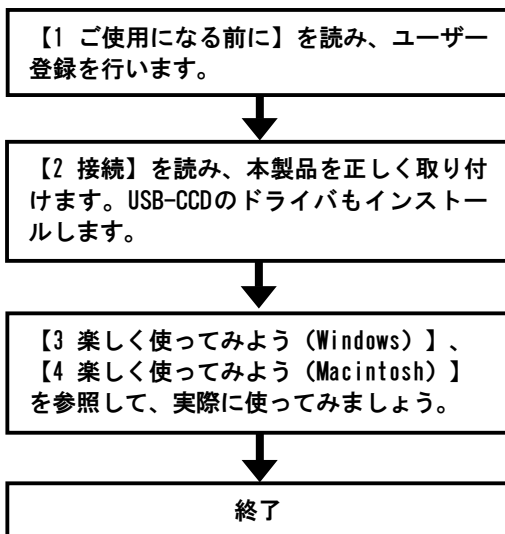 【1 ご使用になる前に】を読み、ユーザー
登録を行います。
【2 接続】を読み、本製品を正しく取り付
けます。USB-CCDのドライバもインストー
ルします。
【3 楽しく使ってみよう（Windows）】、
【4 楽しく使ってみよう（Macintosh）】
を参照して、実際に使ってみましょう。
終了